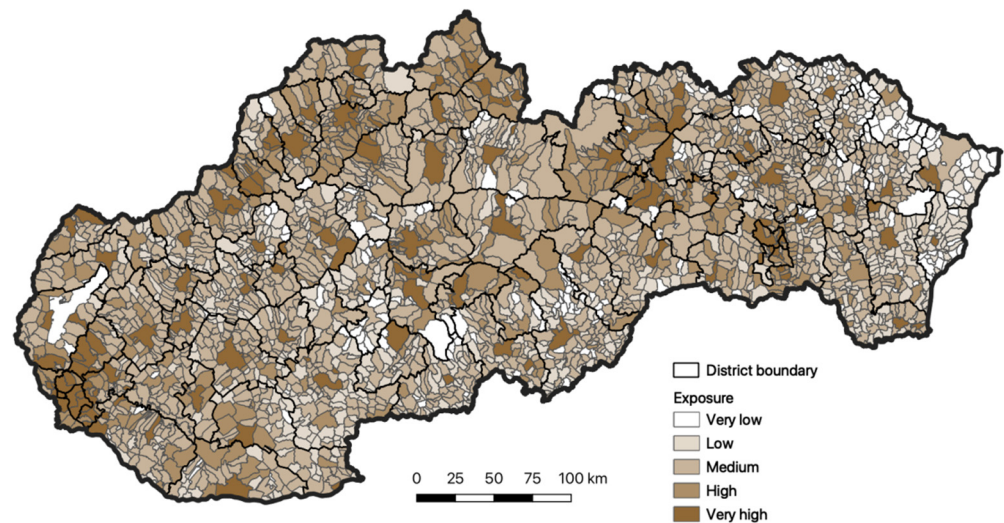 District boundary
Exposure
Very low
Low
Medium
High
Very high
0 25 50 75 100 km